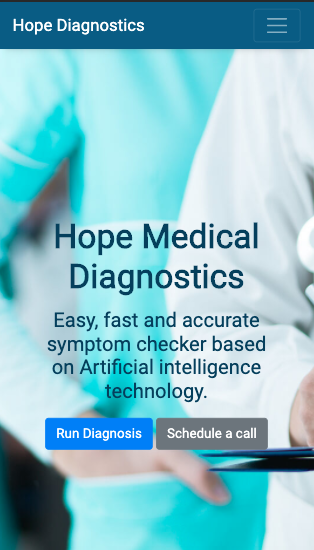 Hope Diagnostics
Hope Medical
Diagnostics
Easy, fast and accurate
symptom checker based
on Artificial intelligence
technology.
Run Diagnosis
Schedule a call